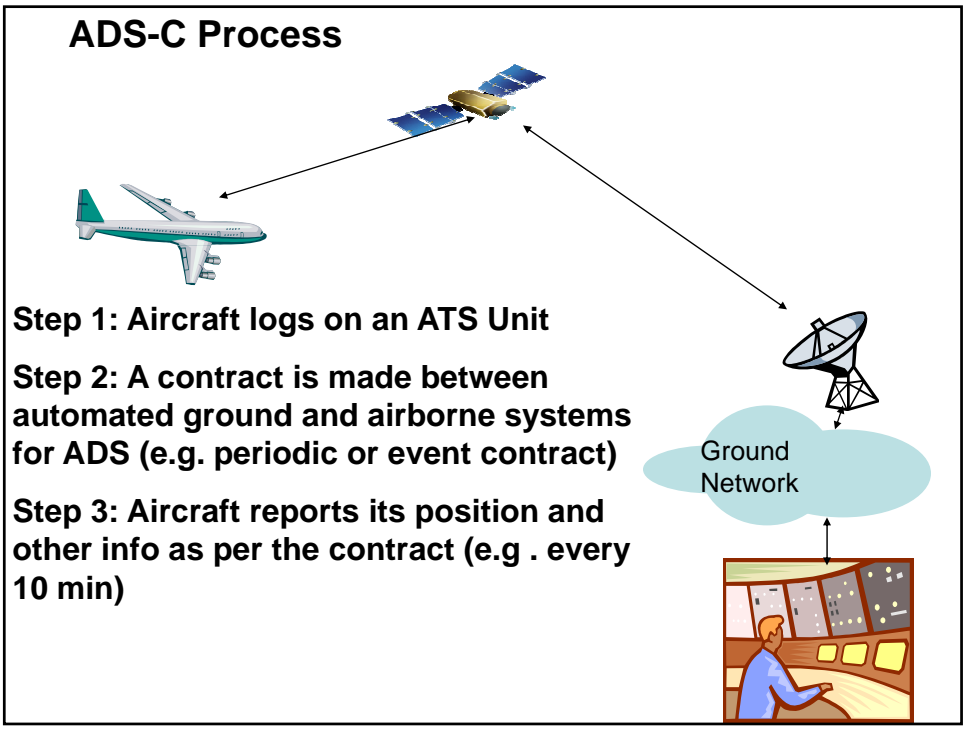 ADS-C Process
Step 1: Aircraft logs on an ATS Unit
Step 2: A contract is made between
automated ground and airborne systems
for ADS (e.g. periodic or event contract)
Step 3: Aircraft reports its position and
other info as per the contract (e.g . every
10 min)
Ground
Network